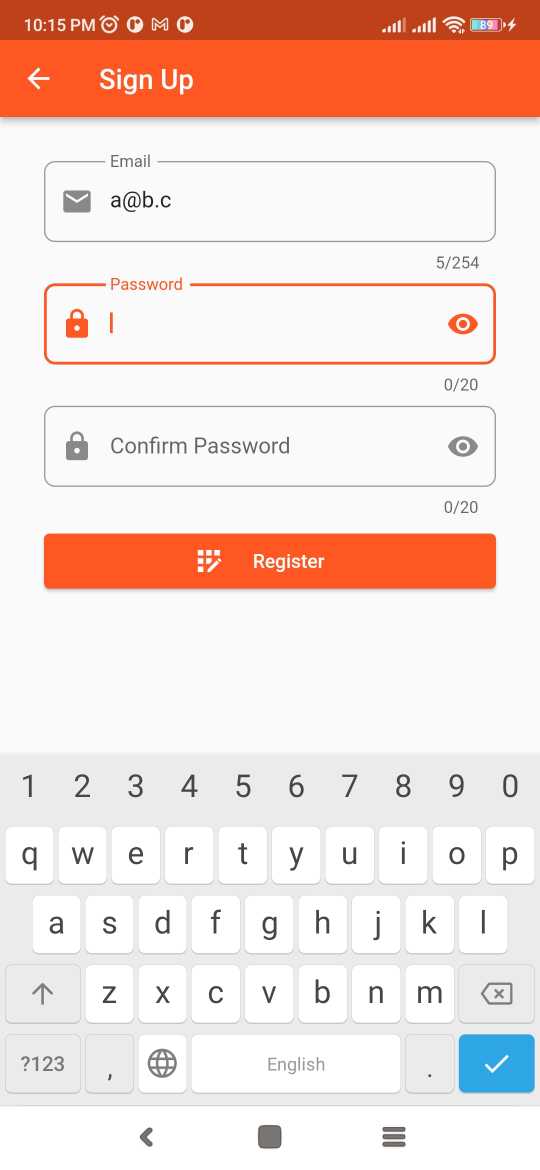 10:15 PM 89
Sign Up
Email
a@b.c
5/254
Password
0/20
Confirm Password
0/20
Register
1 2 3 4 5 6 7 8 9 0
q w e r t y u i o p
a s d f g h j k l
z x c v b n m
?123 , English .